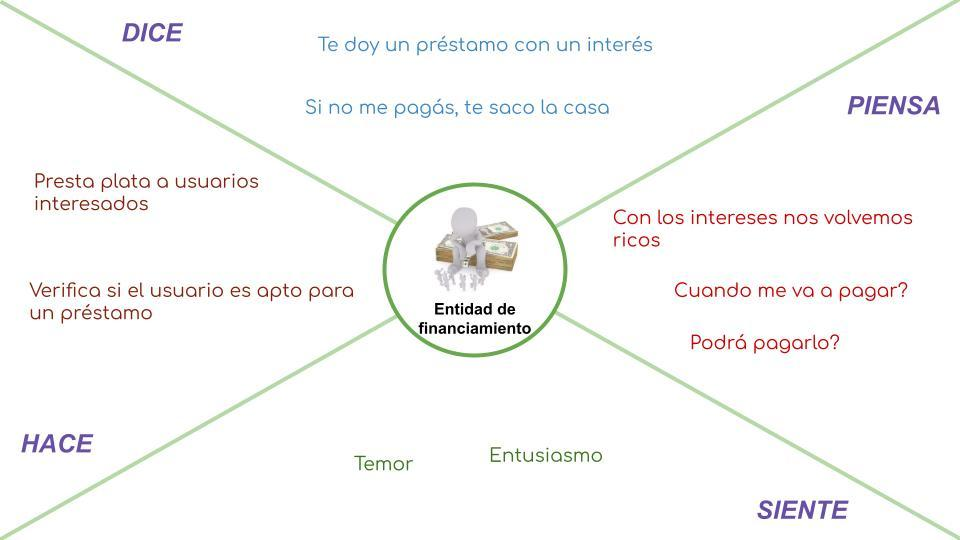 DICE
Te doy un préstamo con un interés
Si no me pagás, te saco la casa
PIENSA
Con los intereses nos volvemos
ricos
Cuando me va a pagar?
Podrá pagarlo?
Presta plata a usuarios
interesados
Verifica si el usuario es apto para
un préstamo
HACE
Entidad de
financiamiento
Temor
Entusiasmo
SIENTE